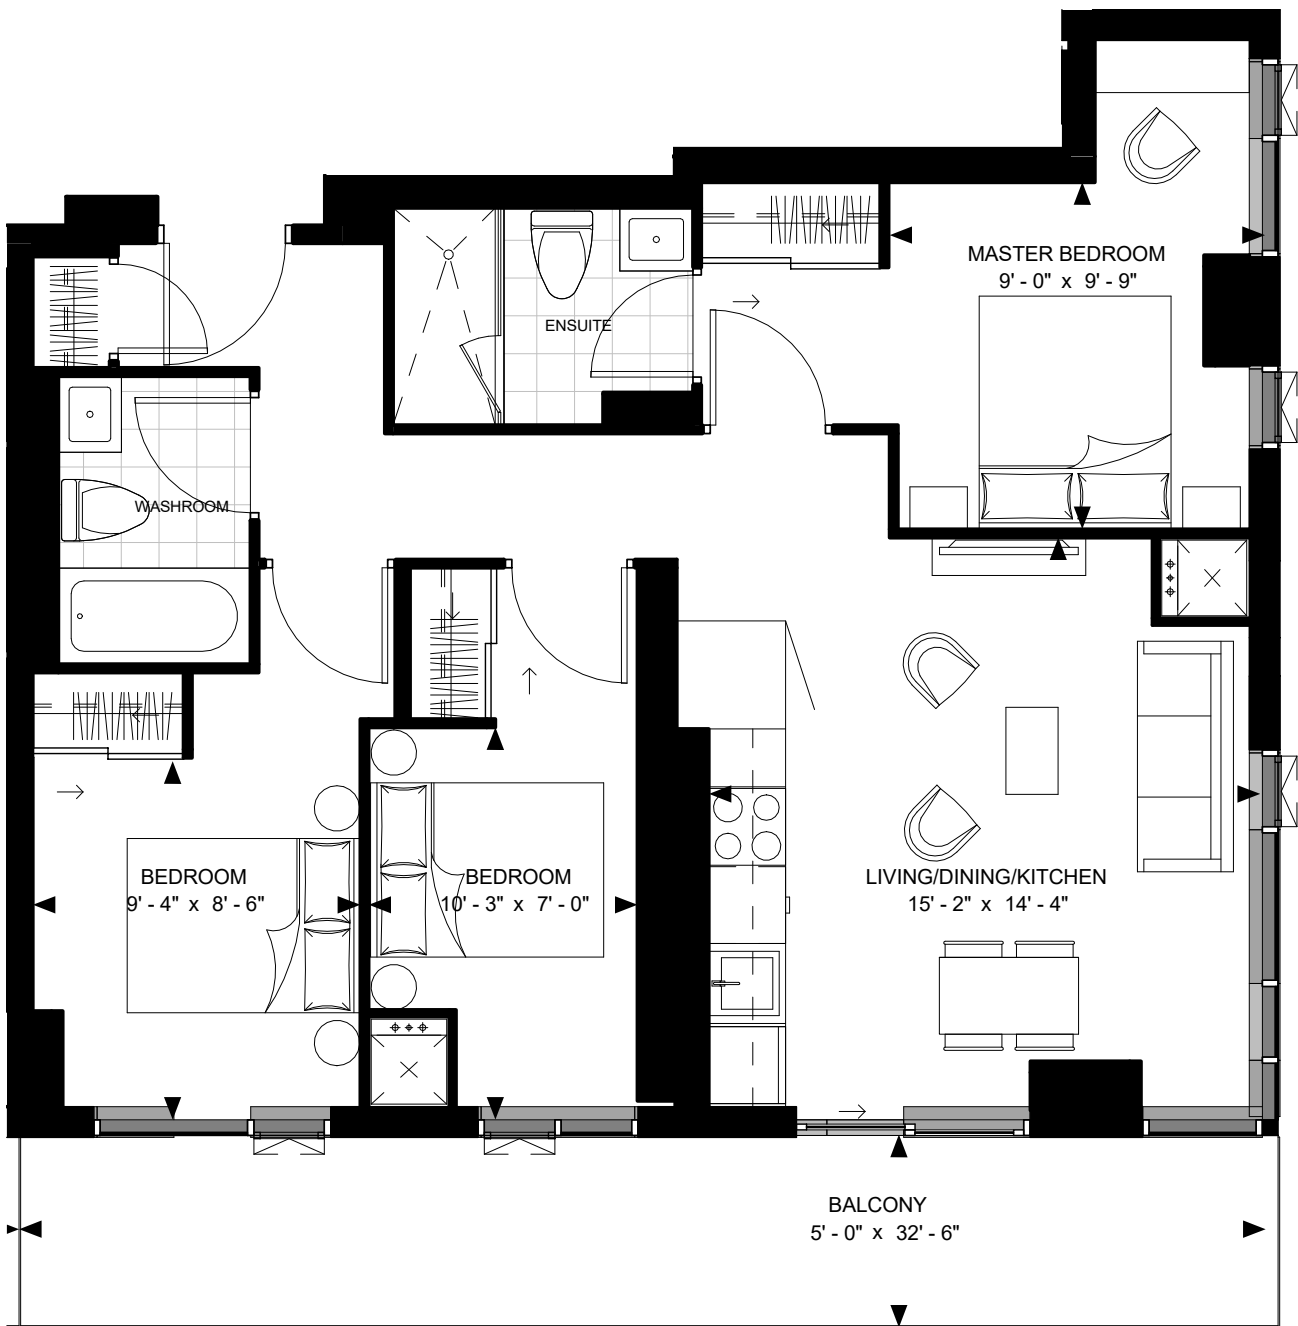 MASTER BEDROOM
9' - 0" x 9' - 9"
ENSUITE
WASHROOM
BEDROOM
9' - 4" x 8' - 6"
BEDROOM
10' - 3" x 7' - 0"
LIVING/DINING/KITCHEN
15' - 2" x 14' - 4"
BALCONY
5' - 0" x 32' - 6"